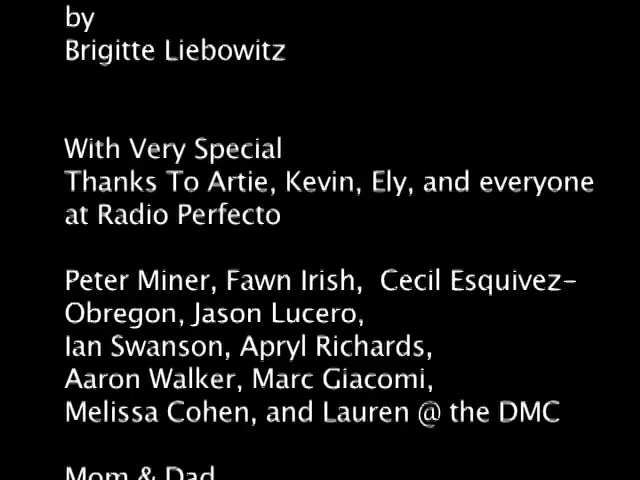 by
Brigitte Liebowitz
With Very Special
Thanks To Artie, Kevin, Ely, and everyone
at Radio Perfecto
Peter Miner, Fawn Irish,  Cecil Esquivez-
Obregon, Jason Lucero,
Ian Swanson, Apryl Richards,
Aaron Walker, Marc Giacomi,
Melissa Cohen, and Lauren @ the DMC
Mom & Dad